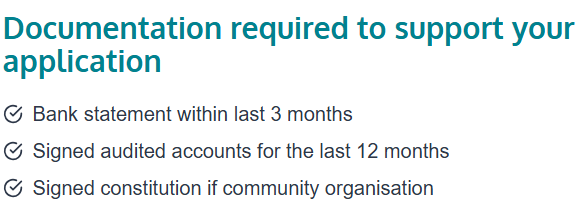 Documentation required to support your
application
Bank statement within last 3 months
Signed audited accounts for the last 12 months
Signed constitution if community organisation